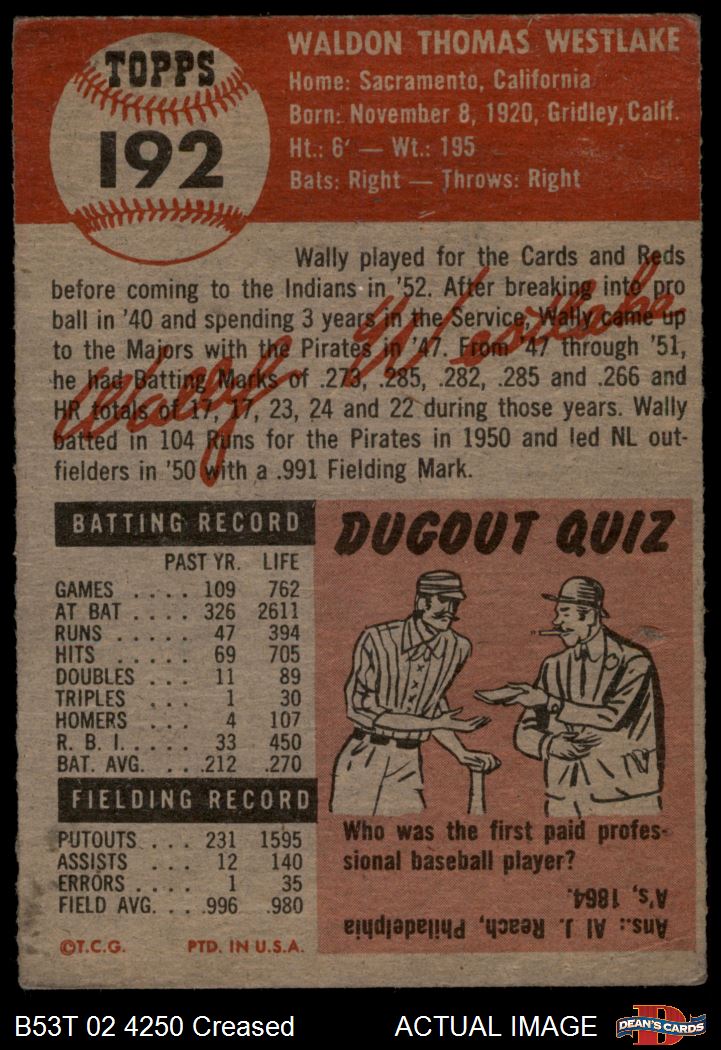 TOPPS
192
WALDON THOMAS WESTLAKE
Home: Sacramento, California
Born: November 8, 1920, Gridley, Calif.
Ht.: 6' — Wt.: 195
Bats: Right — Throws: Right
Wally played for the Cards and Reds
before coming to the Indians in '52. After breaking into pro
ball in '40 and spending 3 years in the Service, Wally came up
to the Majors with the Pirates in '47. From '47 through '51,
he had Batting Marks of .273, .285, .282, .285 and .266 and
HR totals of 17, 17, 23, 24 and 22 during those years. Wally
batted in 104 Runs for the Pirates in 1950 and led NL out-
fielders in '50 with a .991 Fielding Mark.
Wally Westlake
BATTING RECORD
PAST YR. LIFE
GAMES .... 109 762
AT BAT .... 326 2611
RUNS ..... 47 394
HITS ..... 69 705
DOUBLES ... 11 89
TRIPLES ... 1 30
HOMERS ... 4 107
R. B. I..... 33 450
BAT. AVG. ... .212 .270
FIELDING RECORD
PUTOUTS ... 231 1595
ASSISTS ... 12 140
ERRORS .... 1 35
FIELD AVG. ... .996 .980
©T.C.G. PTD. IN U.S.A.
DUGOUT QUIZ
Who was the first paid profes-
sional baseball player?
Ans.: Al J. Reach, Philadelphia
A's, 1864.
B53T 02 4250 Creased ACTUAL IMAGE
D
DEAN'S CARDS